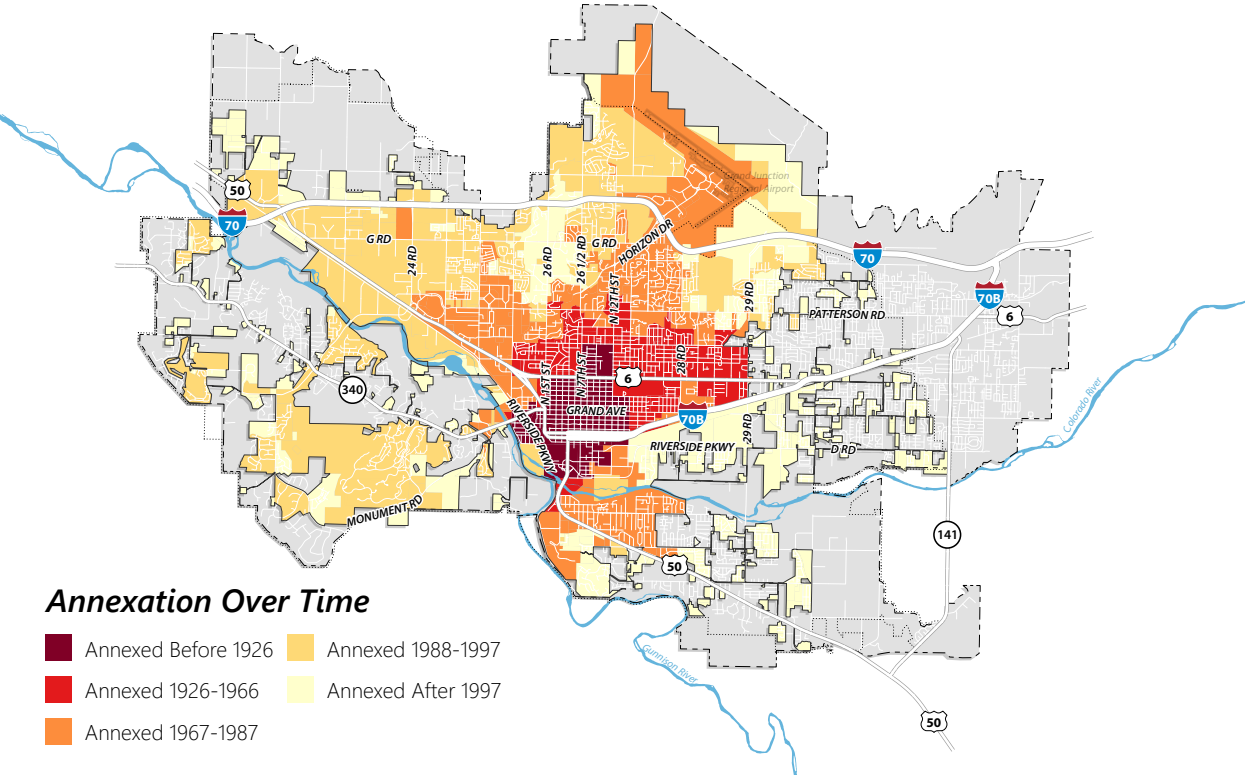 Grand Junction
Regional Airport
50
70
G RD
24 RD
26 RD
26 1/2 RD
G RD
HORIZON DR
70
70B
6
29 RD
PATTERSON RD
N 12TH ST
28 RD
N 1ST ST
N 7TH ST
6
340
GRAND AVE
70B
RIVERSIDE PKWY
RIVERSIDE PKWY
29 RD
D RD
Colorado River
MONUMENT RD
141
50
Gunnison River
50
Annexation Over Time
Annexed Before 1926
Annexed 1988-1997
Annexed 1926-1966
Annexed After 1997
Annexed 1967-1987